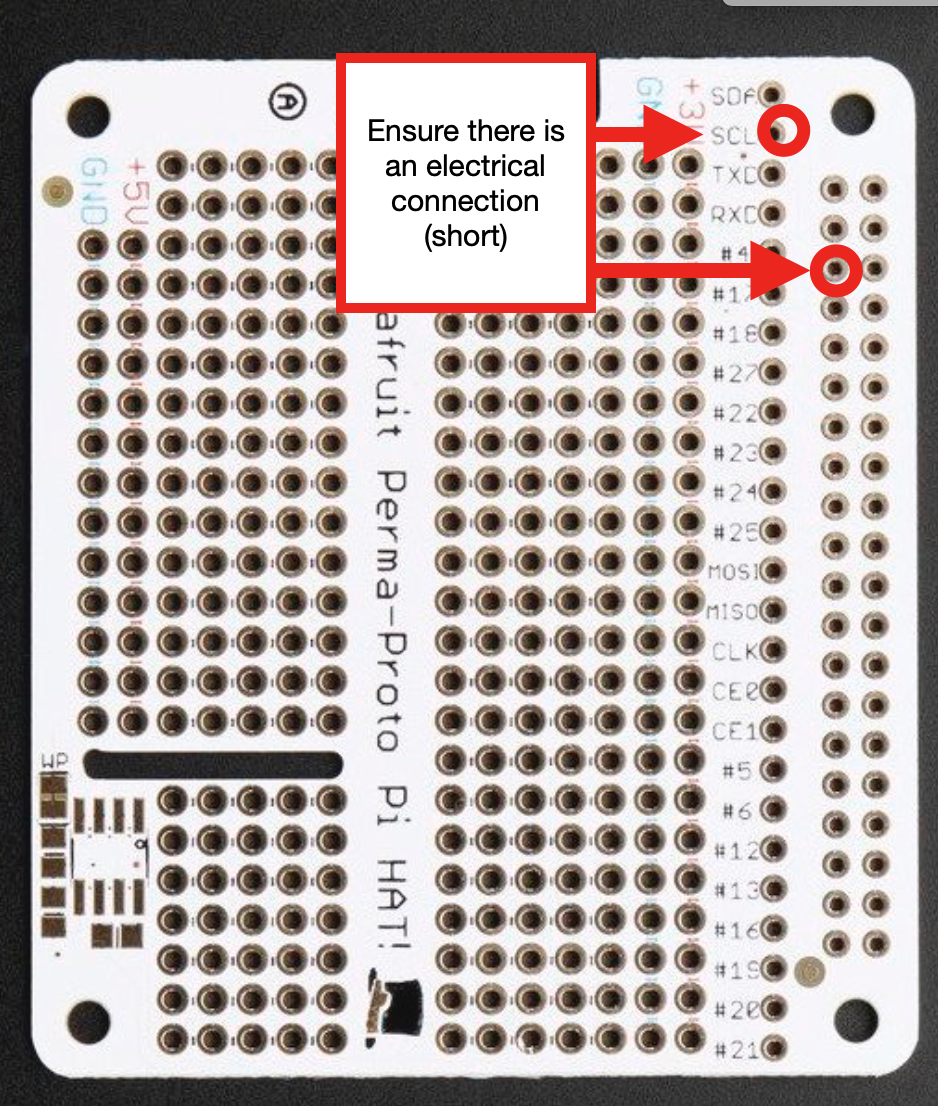 A
Ensure there is
an electrical
connection
(short)
GND
+5V
GN
+3
SDA
SCL
TXD
RXD
#4
#17
#18
#27
#22
#23
#24
#25
MOSI
MISO
CLK
CE0
CE1
#5
#6
#12
#13
#16
#19
#20
#21
afruit Perma-Proto Pi HAT!
WP